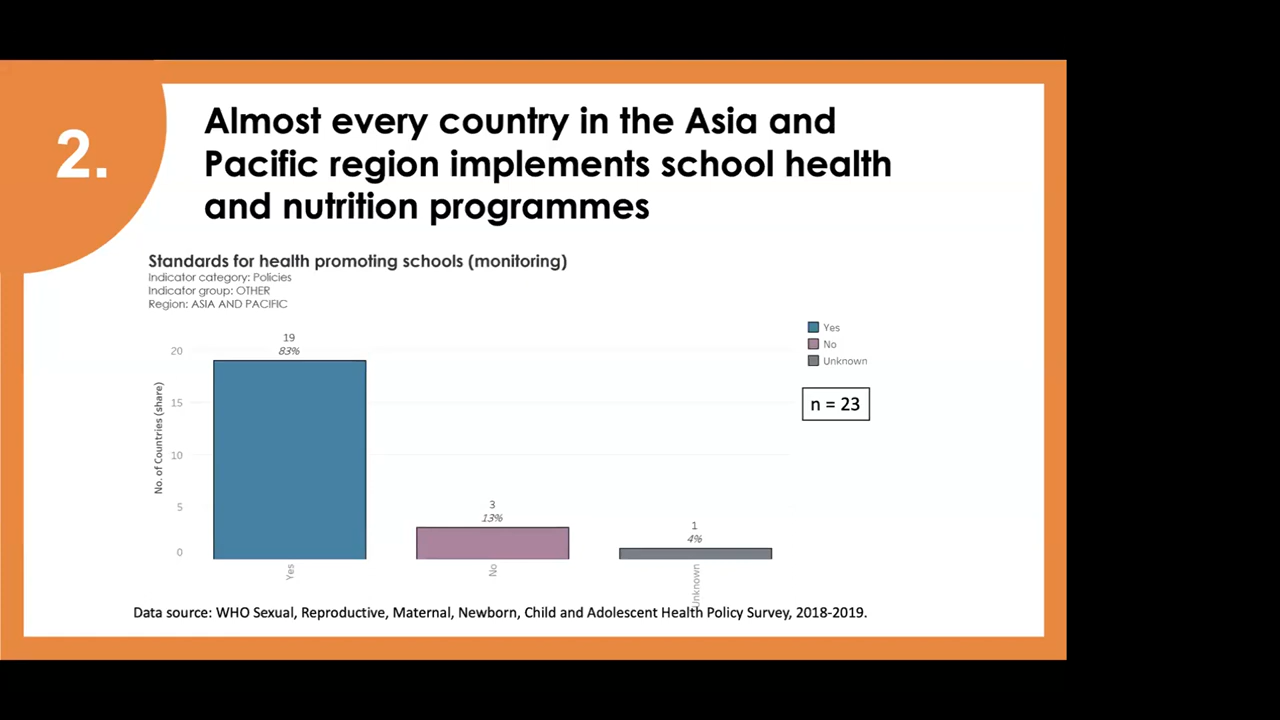 2.
Almost every country in the Asia and
Pacific region implements school health
and nutrition programmes
Standards for health promoting schools (monitoring)
Indicator category: Policies
Indicator group: OTHER
Region: ASIA AND PACIFIC
Yes
No
Unknown
n = 23
No. of Countries (share)
20
15
10
5
0
19
83%
3
13%
1
4%
Yes
No
Unknown
Data source: WHO Sexual, Reproductive, Maternal, Newborn, Child and Adolescent Health Policy Survey, 2018-2019.